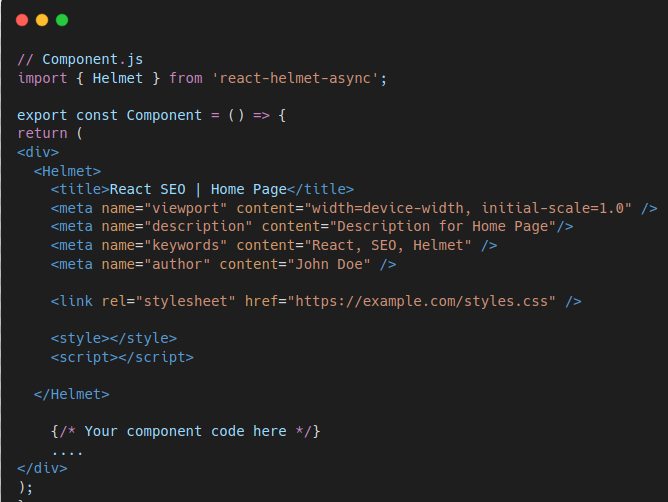 // Component.js
import { Helmet } from 'react-helmet-async';
export const Component = () => {
return (
<div>
<Helmet>
<title>React SEO | Home Page</title>
<meta name="viewport" content="width=device-width, initial-scale=1.0" />
<meta name="description" content="Description for Home Page"/>
<meta name="keywords" content="React, SEO, Helmet" />
<meta name="author" content="John Doe" />
<link rel="stylesheet" href="https://example.com/styles.css" />
<style></style>
<script></script>
</Helmet>
{/* Your component code here */}
....
</div>
);